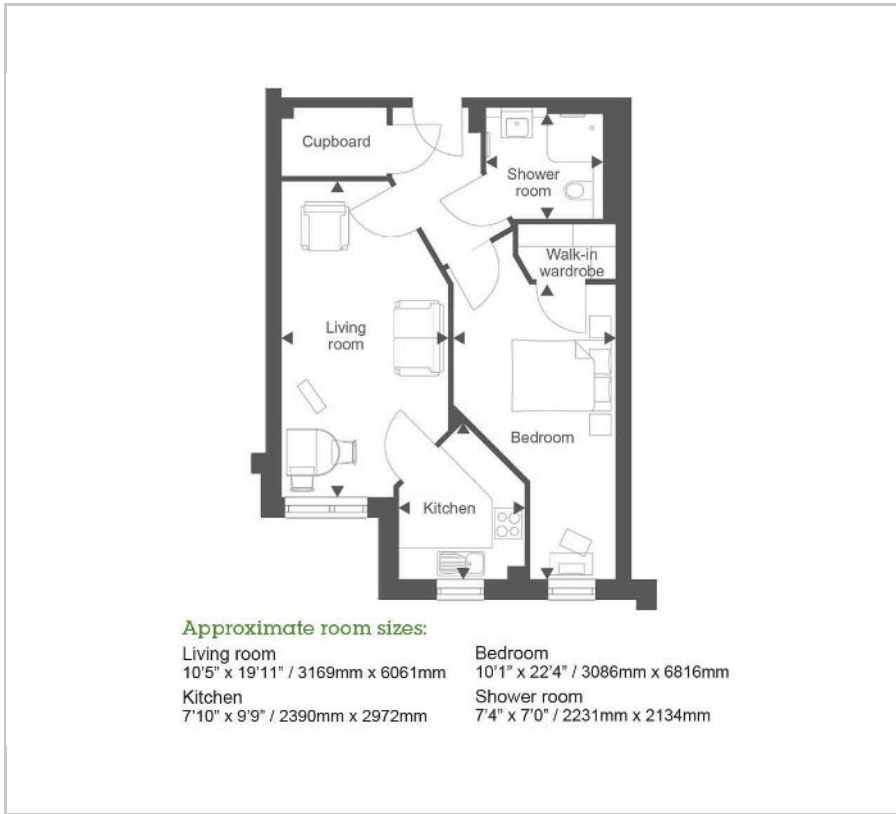 Cupboard
Shower
room
Walk-in
wardrobe
Living
room
Bedroom
Kitchen
Approximate room sizes:
Living room
10'5" x 19'11" / 3169mm x 6061mm
Kitchen
7'10" x 9'9" / 2390mm x 2972mm
Bedroom
10'1" x 22'4" / 3086mm x 6816mm
Shower room
7'4" x 7'0" / 2231mm x 2134mm